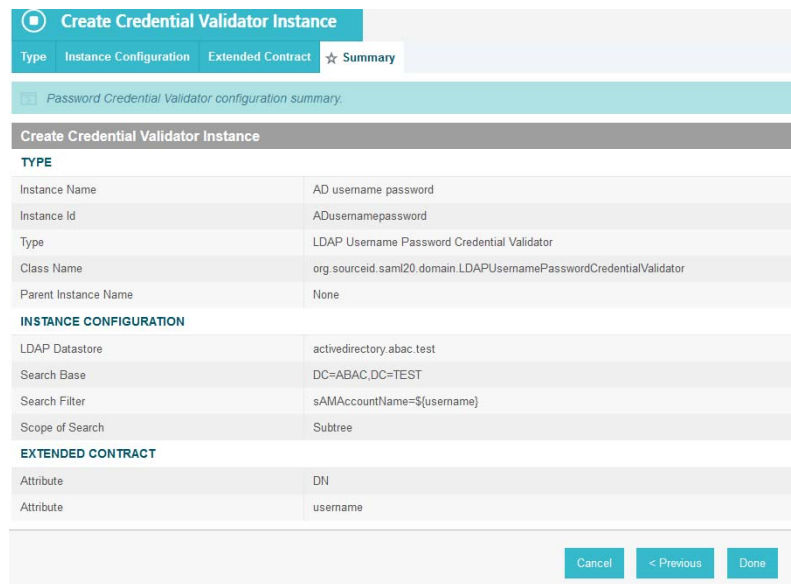 Create Credential Validator Instance
Type Instance Configuration Extended Contract Summary
Password Credential Validator configuration summary.
Create Credential Validator Instance
TYPE
Instance Name AD username password
Instance Id ADusernamepassword
Type LDAP Username Password Credential Validator
Class Name org.sourceid.saml20.domain.LDAPUsernamePasswordCredentialValidator
Parent Instance Name None
INSTANCE CONFIGURATION
LDAP Datastore activedirectory.abac.test
Search Base DC=ABAC,DC=TEST
Search Filter sAMAccountName=${username}
Scope of Search Subtree
EXTENDED CONTRACT
Attribute DN
Attribute username
Cancel < Previous Done